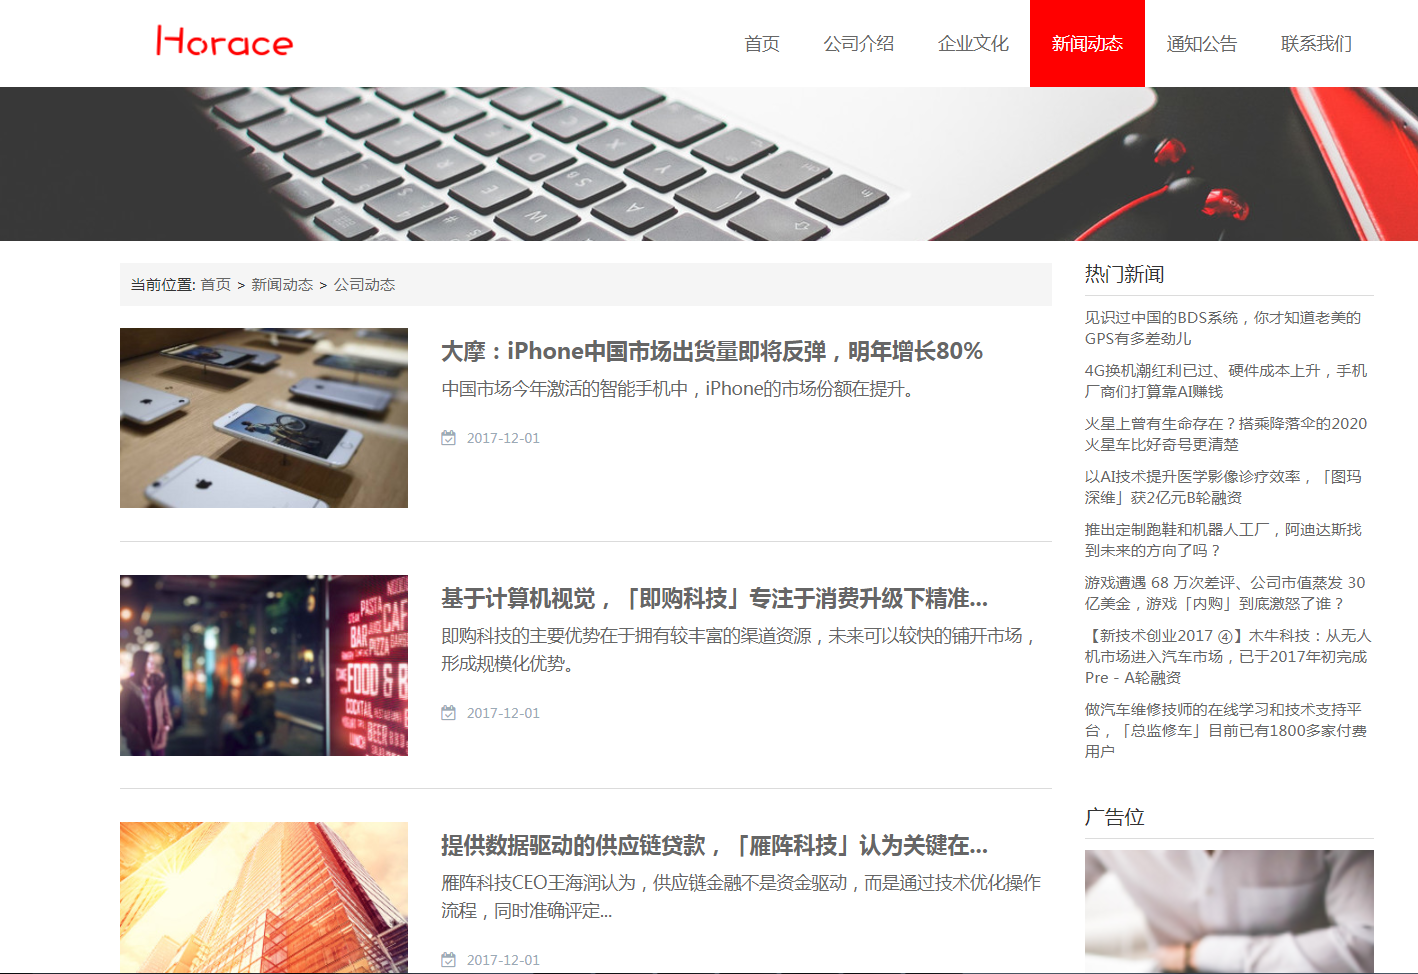 Horace
首页 公司介绍 企业文化 新闻动态 通知公告 联系我们
当前位置: 首页 > 新闻动态 > 公司动态
大摩：iPhone中国市场出货量即将反弹，明年增长80%
中国市场今年激活的智能手机中，iPhone的市场份额在提升。
2017-12-01
PASTA
CAF
BAR
PIZZA
FOOD & B
COCKTAIL
BEER
LUNCH
基于计算机视觉，「即购科技」专注于消费升级下精准...
即购科技的主要优势在于拥有较丰富的渠道资源，未来可以较快的铺开市场，
形成规模化优势。
2017-12-01
提供数据驱动的供应链贷款，「雁阵科技」认为关键在...
雁阵科技CEO王海润认为，供应链金融不是资金驱动，而是通过技术优化操作
流程，同时准确评定...
2017-12-01
热门新闻
见识过中国的BDS系统，你才知道老美的
GPS有多差劲儿
4G换机潮红利已过、硬件成本上升，手机
厂商们打算靠AI赚钱
火星上曾有生命存在？搭乘降落伞的2020
火星车比好奇号更清楚
以AI技术提升医学影像诊疗效率，「图玛
深维」获2亿元B轮融资
推出定制跑鞋和机器人工厂，阿迪达斯找
到未来的方向了吗？
游戏遭遇 68 万次差评、公司市值蒸发 30
亿美金，游戏「内购」到底激怒了谁？
【新技术创业2017 ④】木牛科技：从无人
机市场进入汽车市场，已于2017年初完成
Pre - A轮融资
做汽车维修技师的在线学习和技术支持平
台，「总监修车」目前已有1800多家付费
用户
广告位